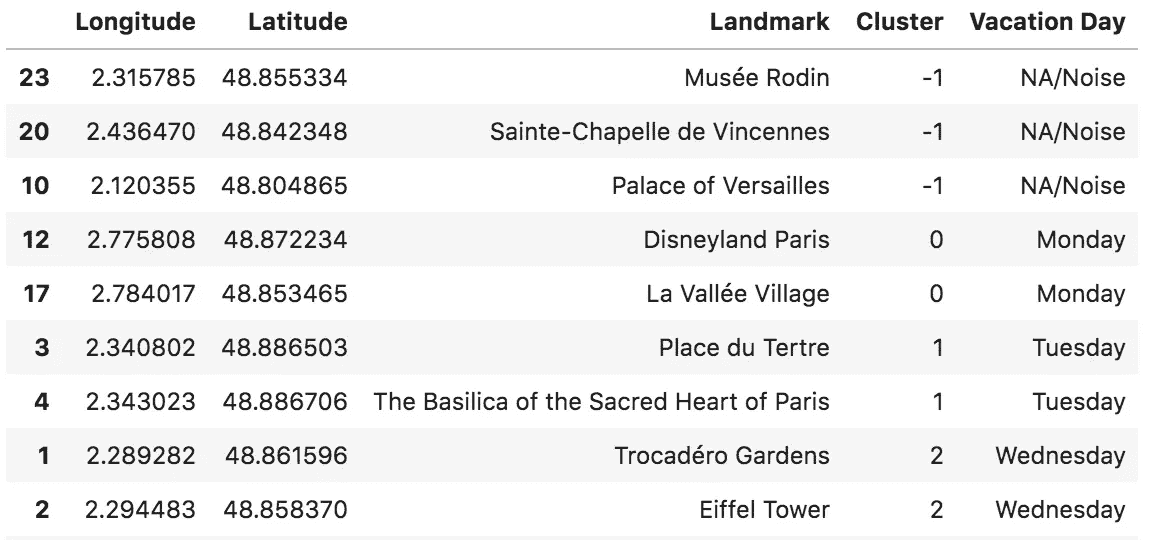 Longitude Latitude Landmark Cluster Vacation Day
23 2.315785 48.855334 Musée Rodin -1 NA/Noise
20 2.436470 48.842348 Sainte-Chapelle de Vincennes -1 NA/Noise
10 2.120355 48.804865 Palace of Versailles -1 NA/Noise
12 2.775808 48.872234 Disneyland Paris 0 Monday
17 2.784017 48.853465 La Vallée Village 0 Monday
3 2.340802 48.886503 Place du Tertre 1 Tuesday
4 2.343023 48.886706 The Basilica of the Sacred Heart of Paris 1 Tuesday
1 2.289282 48.861596 Trocadéro Gardens 2 Wednesday
2 2.294483 48.858370 Eiffel Tower 2 Wednesday